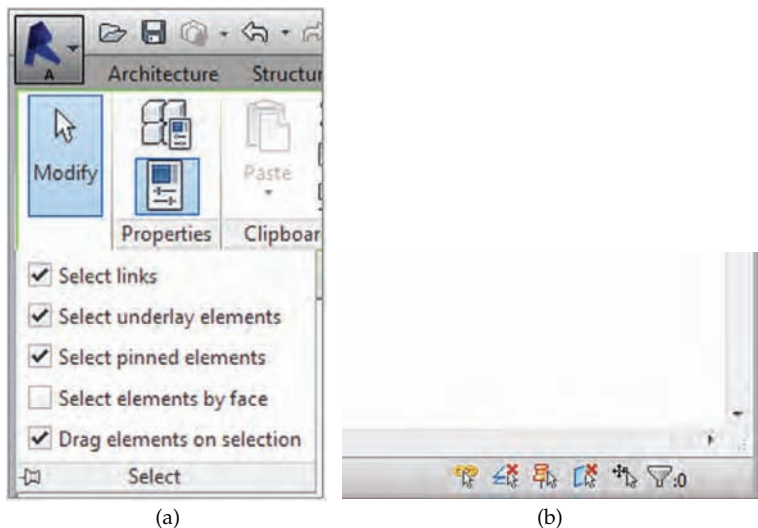 A
Architecture Structur
Modify
Paste
Properties Clipboar
Select links
Select underlay elements
Select pinned elements
Select elements by face
Drag elements on selection
Select
:0
(a) (b)